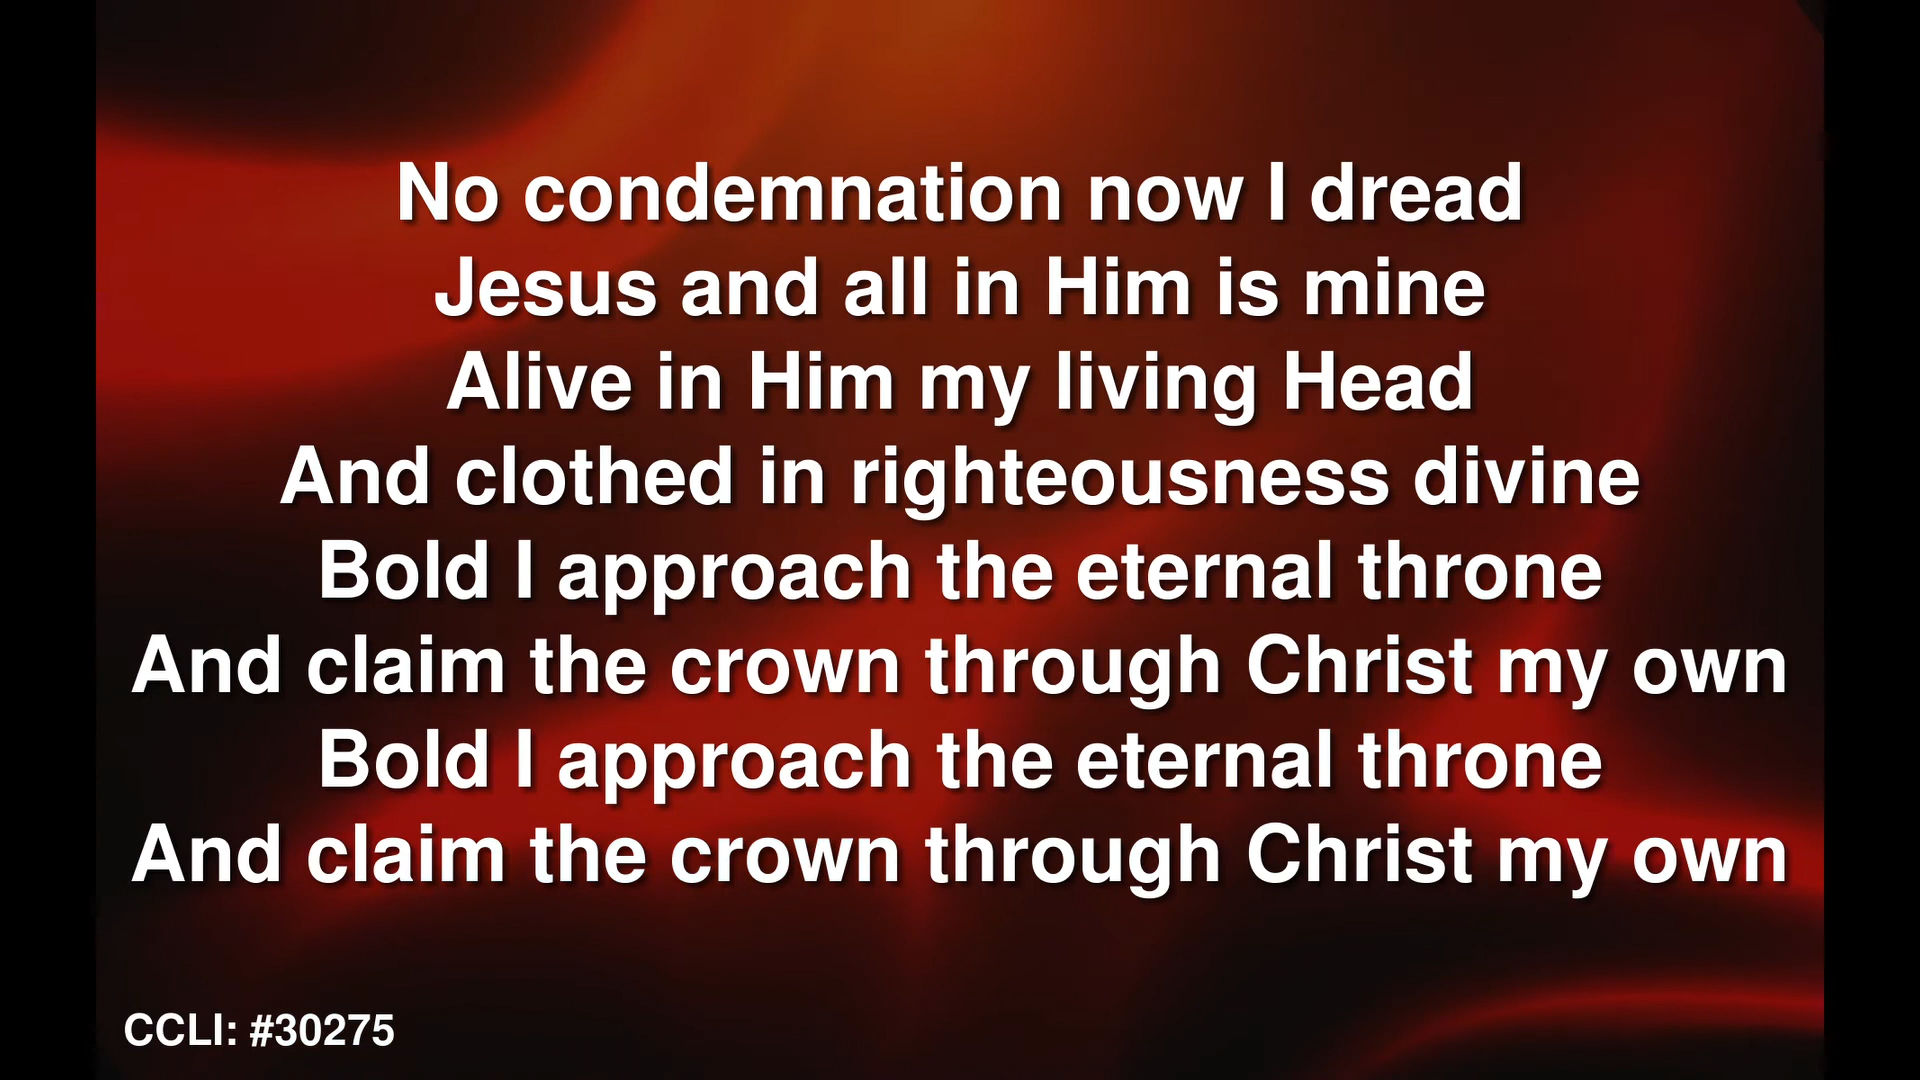 No condemnation now I dread
Jesus and all in Him is mine
Alive in Him my living Head
And clothed in righteousness divine
Bold I approach the eternal throne
And claim the crown through Christ my own
Bold I approach the eternal throne
And claim the crown through Christ my own
CCLI: #30275